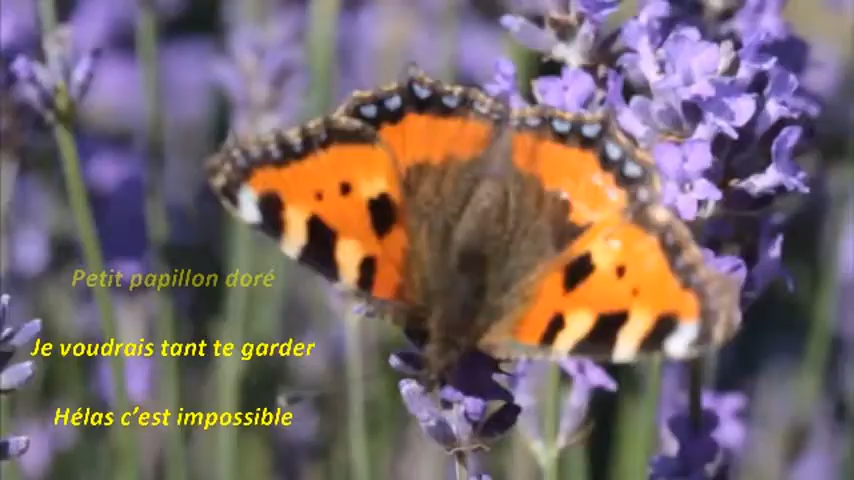 Petit papillon doré
Je voudrais tant te garder
Hélas c’est impossible